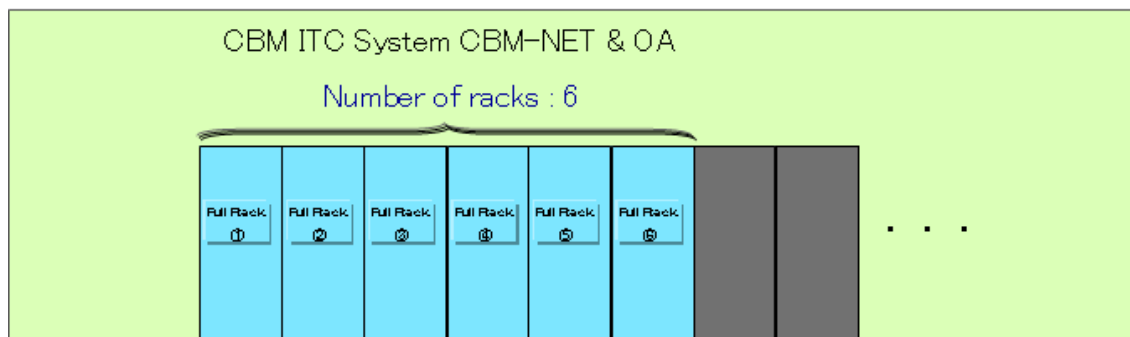 CBM ITC System CBM-NET & OA
Number of racks : 6
Full Rack Full Rack Full Rack Full Rack Full Rack Full Rack
① ② ③ ④ ⑤ ⑥
. . .